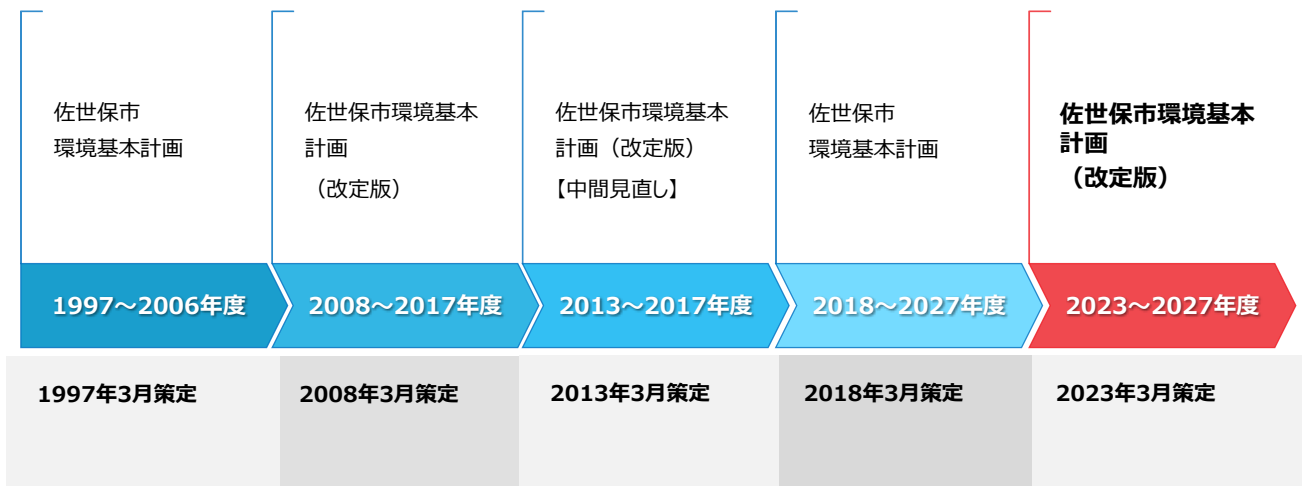 佐世保市
環境基本計画
佐世保市環境基本
計画
（改定版）
佐世保市環境基本
計画（改定版）
【中間見直し】
佐世保市
環境基本計画
佐世保市環境基本
計画
（改定版）
1997～2006年度
2008～2017年度
2013～2017年度
2018～2027年度
2023～2027年度
1997年3月策定
2008年3月策定
2013年3月策定
2018年3月策定
2023年3月策定